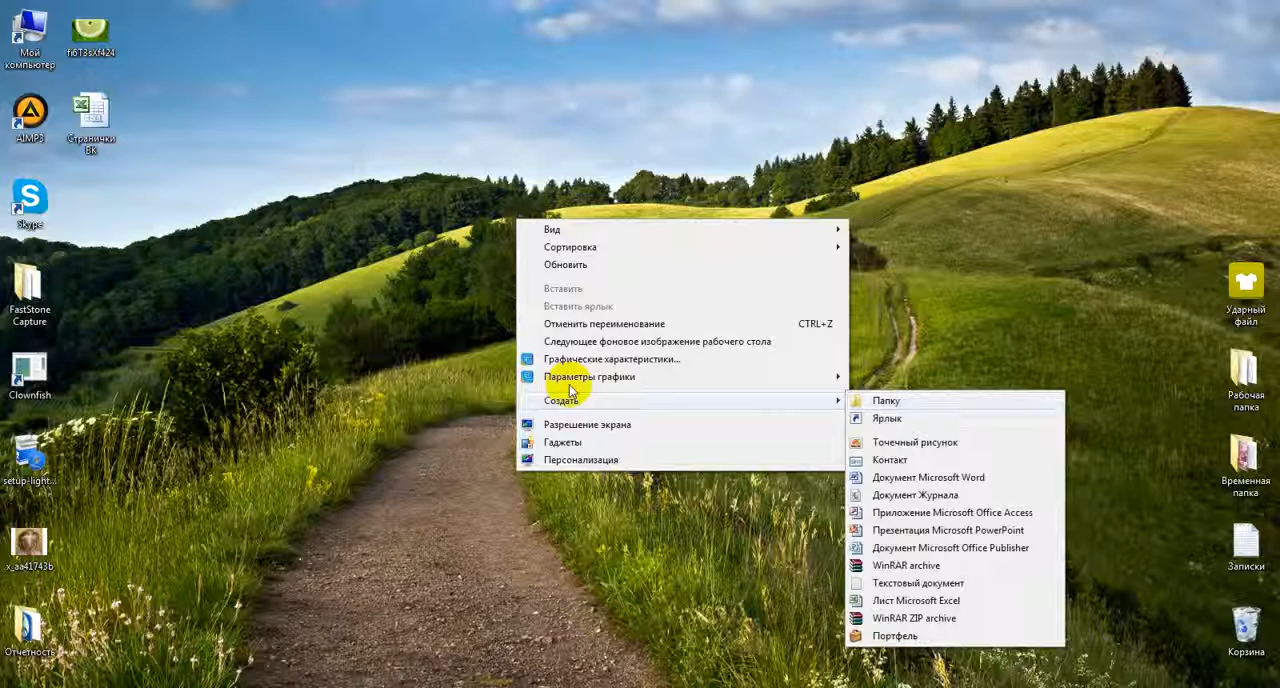 Мой
компьютер
fi6T3sXf424
AIMP3
Странички
ВК
Skype
FastStone
Capture
Clownfish
setup-light...
x_aa41743b
Отчетность
Вид
Сортировка
Обновить
Вставить
Вставить ярлык
Отменить переименование CTRL+Z
Следующее фоновое изображение рабочего стола
Графические характеристики...
Параметры графики
Создать
Разрешение экрана
Гаджеты
Персонализация
Папку
Ярлык
Точечный рисунок
Контакт
Документ Microsoft Word
Документ Журнала
Приложение Microsoft Office Access
Презентация Microsoft PowerPoint
Документ Microsoft Office Publisher
WinRAR archive
Текстовый документ
Лист Microsoft Excel
WinRAR ZIP archive
Портфель
Ударный
файл
Рабочая
папка
Временная
папка
Записки
Корзина